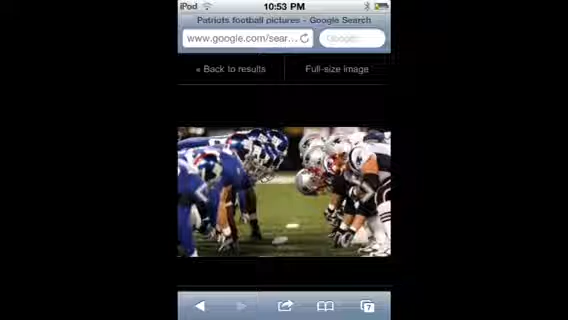 iPod 10:53 PM
Patriots football pictures - Google Search
www.google.com/sear... Google
« Back to results Full-size image
7